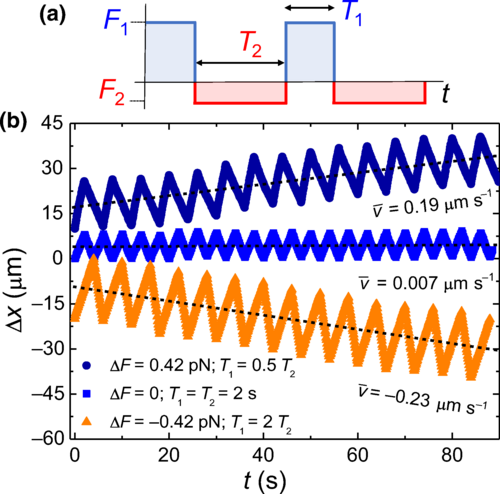 (a)
F₁
T₁
T₂
F₂
t
(b)
45
30
15
0
–15
–30
–45
–60
Δx (μm)
v̄ = 0.19 μm s⁻¹
v̄ = 0.007 μm s⁻¹
v̄ = –0.23 μm s⁻¹
ΔF = 0.42 pN; T₁ = 0.5 T₂
ΔF = 0; T₁ = T₂ = 2 s
ΔF = –0.42 pN; T₁ = 2 T₂
0 20 40 60 80
t (s)